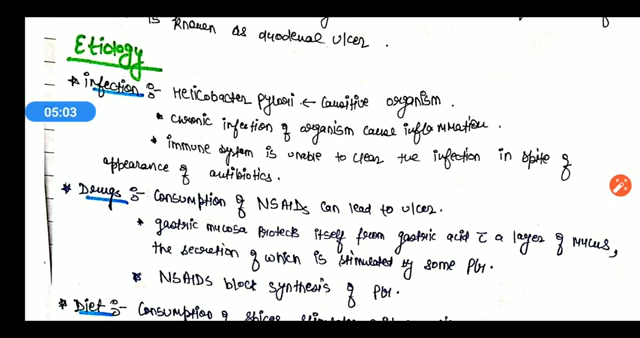 is known as duodenal ulcer.
Etiology
* infection :- Helicobacter pylori ← causitive organism.
* chronic infection of organism cause inflammation.
05:03
* immune system is unable to clear the infection in spite of
appearance of antibiotics.
* Drugs :- Consumption of NSAIDs can lead to ulcer.
* gastric mucosa protects itself from gastric acid c̄ a layer of mucus,
the secretion of which is stimulated by some PGs.
* NSAIDs block synthesis of PGs.
* Diet :- Consumption of spices